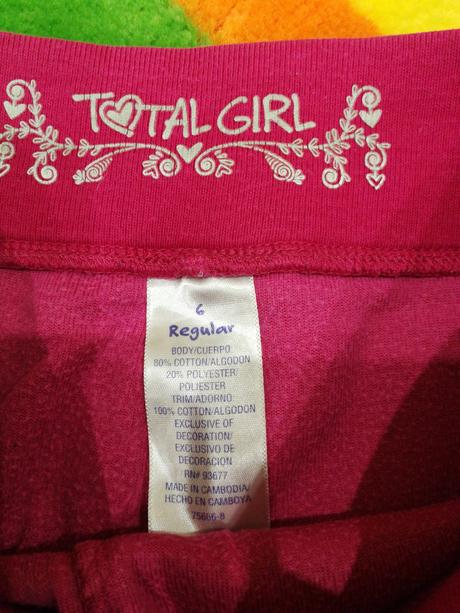 TOTAL GIRL
6
Regular
BODY/CUERPO:
80% COTTON/ALGODON
20% POLYESTER/
POLIESTER
TRIM/ADORNO:
100% COTTON/ALGODON
EXCLUSIVE OF
DECORATION/
EXCLUSIVO DE
DECORACION
RN# 93677
MADE IN CAMBODIA/
HECHO EN CAMBOYA
75666-8